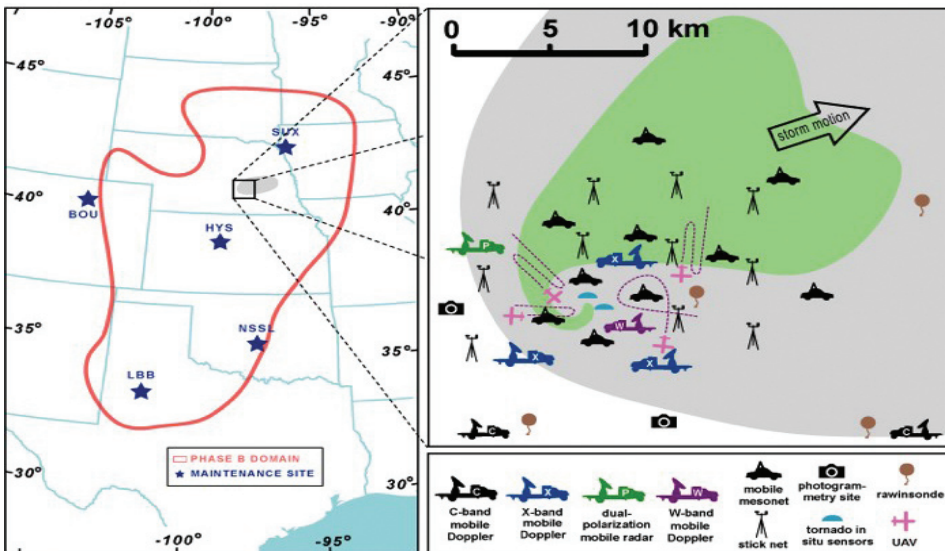 -105°
-100°
-95°
-90°
45°
45°
40°
40°
35°
35°
30°
30°
-100°
-95°
SUX
BOU
HYS
NSSL
LBB
PHASE B DOMAIN
MAINTENANCE SITE
0 5 10 km
storm motion
P
X
W
X
X
C
C
C
X
P
W
C-band
mobile
Doppler
X-band
mobile
Doppler
dual-
polarization
mobile radar
W-band
mobile
Doppler
mobile
mesonet
stick net
photogram-
metry site
tornado in
situ sensors
rawinsonde
UAV